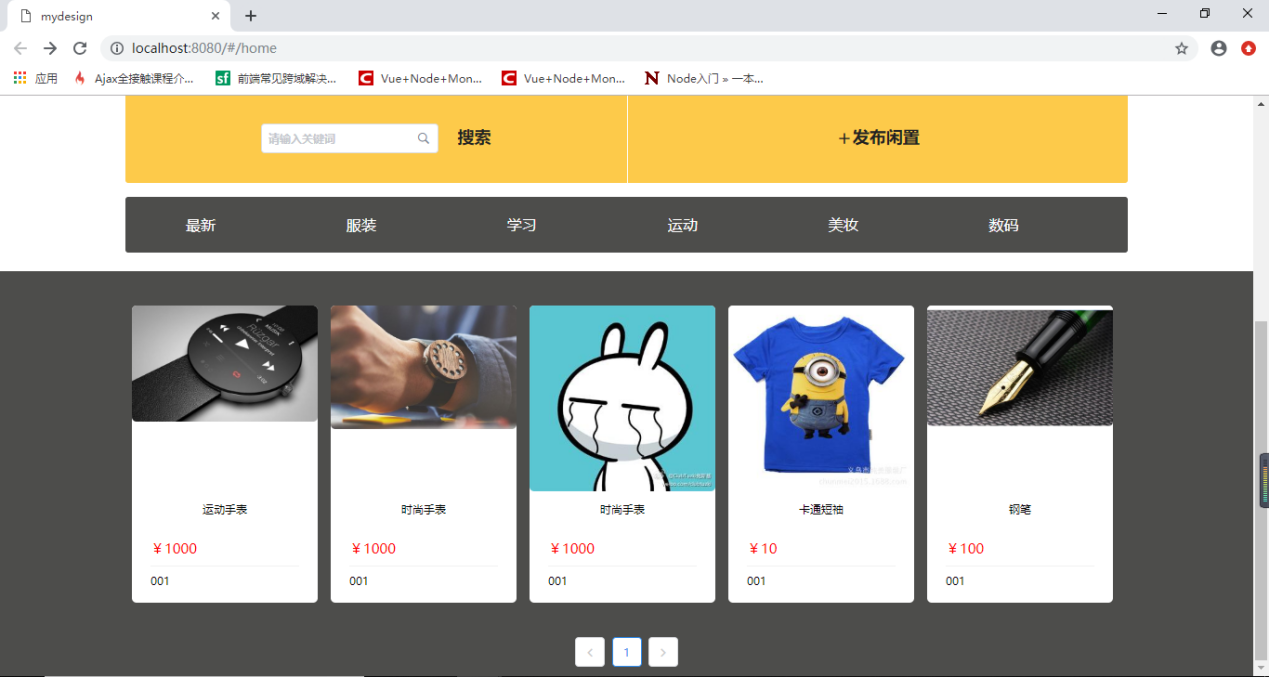 mydesign
localhost:8080/#/home
应用 Ajax全接触课程介... 前端常见跨域解决... Vue+Node+Mon... Vue+Node+Mon... Node入门 » 一本...
请输入关键词 搜索 +发布闲置
最新 服装 学习 运动 美妆 数码
运动手表 时尚手表 时尚手表 卡通短袖 钢笔
¥1000 ¥1000 ¥1000 ¥10 ¥100
001 001 001 001 001
1